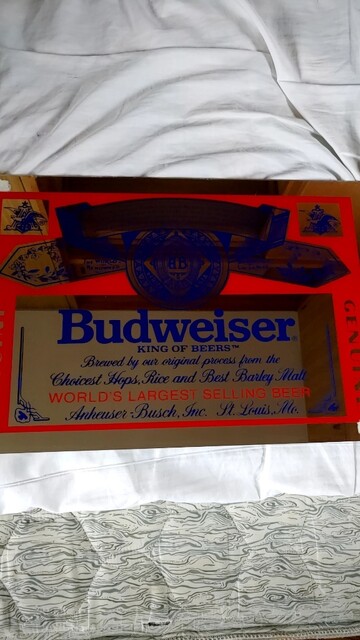 Budweiser®
KING OF BEERS™
Brewed by our original process from the
Choicest Hops, Rice and Best Barley Malt
WORLD'S LARGEST SELLING BEER
Anheuser-Busch, Inc. St. Louis, Mo.